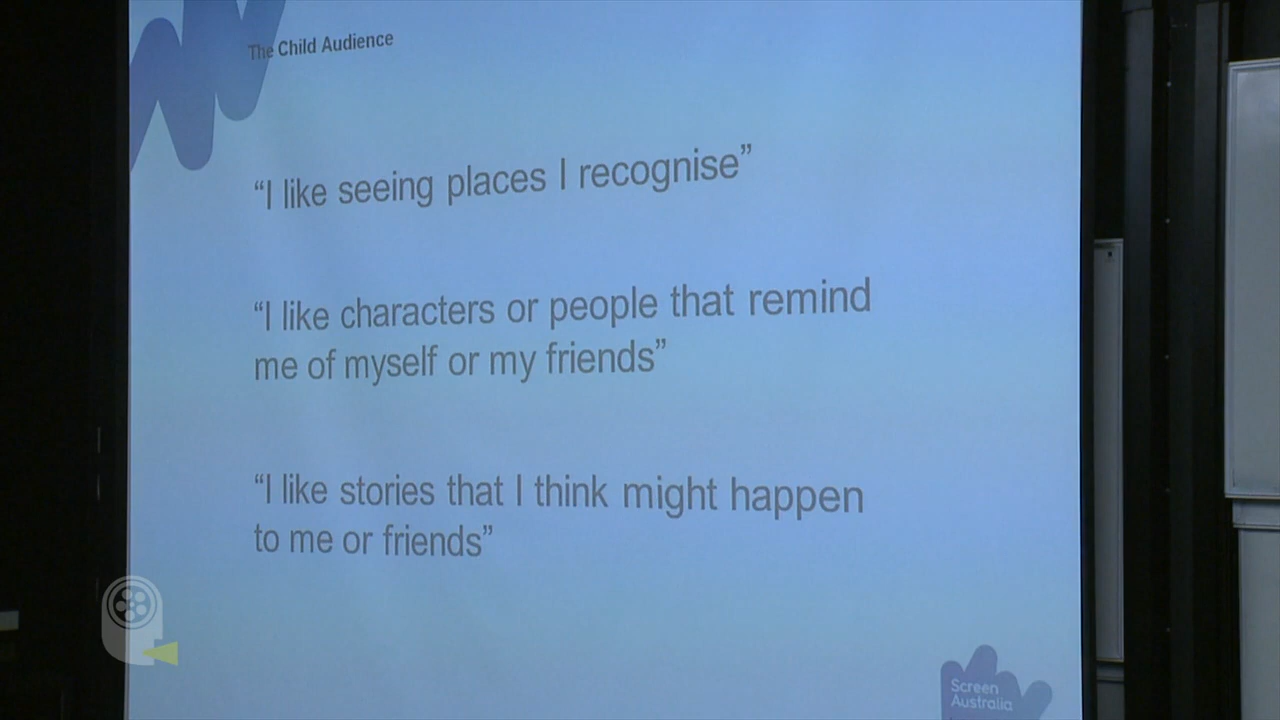 The Child Audience
“I like seeing places I recognise”
“I like characters or people that remind
me of myself or my friends”
“I like stories that I think might happen
to me or friends”
Screen
Australia